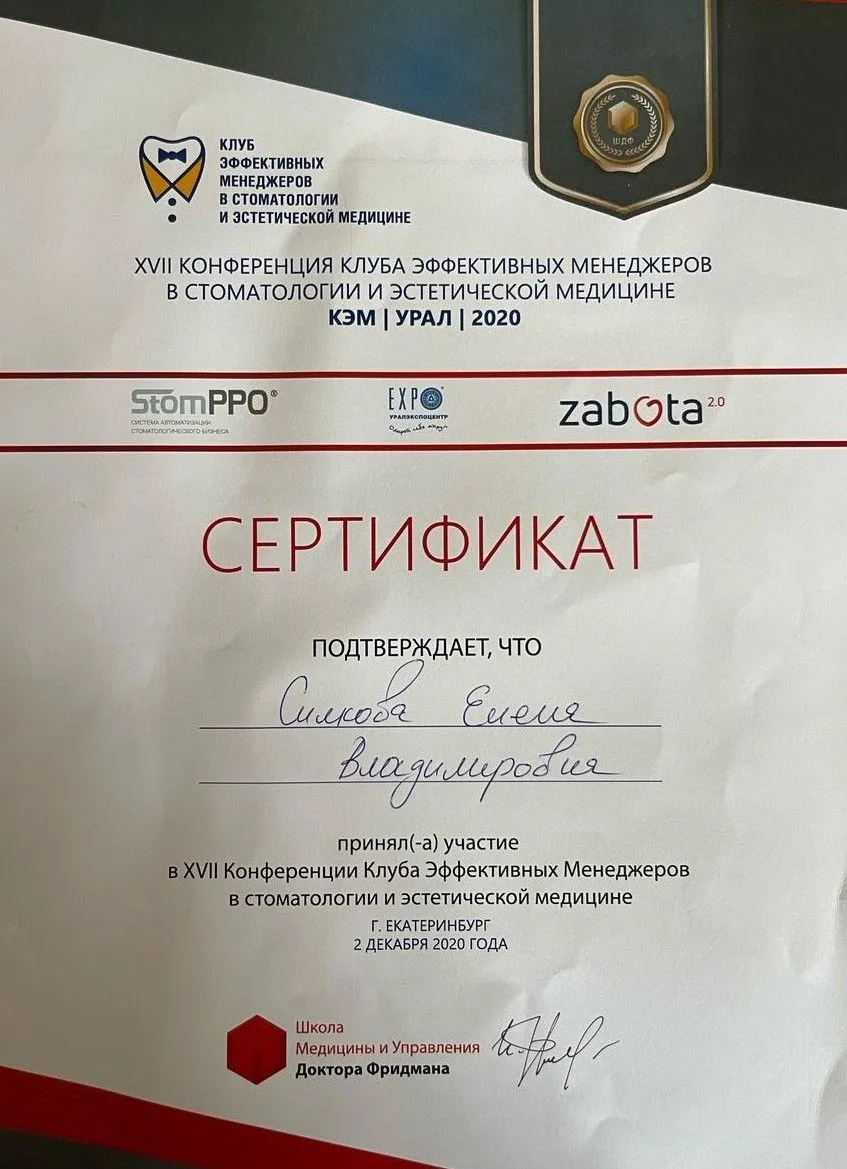 ШДФ
КЛУБ
ЭФФЕКТИВНЫХ
МЕНЕДЖЕРОВ
В СТОМАТОЛОГИИ
И ЭСТЕТИЧЕСКОЙ МЕДИЦИНЕ
XVII КОНФЕРЕНЦИЯ КЛУБА ЭФФЕКТИВНЫХ МЕНЕДЖЕРОВ
В СТОМАТОЛОГИИ И ЭСТЕТИЧЕСКОЙ МЕДИЦИНЕ
КЭМ | УРАЛ | 2020
StomPPO®
СИСТЕМА АВТОМАТИЗАЦИИ
СТОМАТОЛОГИЧЕСКОГО БИЗНЕСА
EXPO
УРАЛЭКСПОЦЕНТР
zabota 2.0
СЕРТИФИКАТ
ПОДТВЕРЖДАЕТ, ЧТО
Силкова Елена
Владимировна
принял(-а) участие
в XVII Конференции Клуба Эффективных Менеджеров
в стоматологии и эстетической медицине
Г. ЕКАТЕРИНБУРГ
2 ДЕКАБРЯ 2020 ГОДА
Школа
Медицины и Управления
Доктора Фридмана